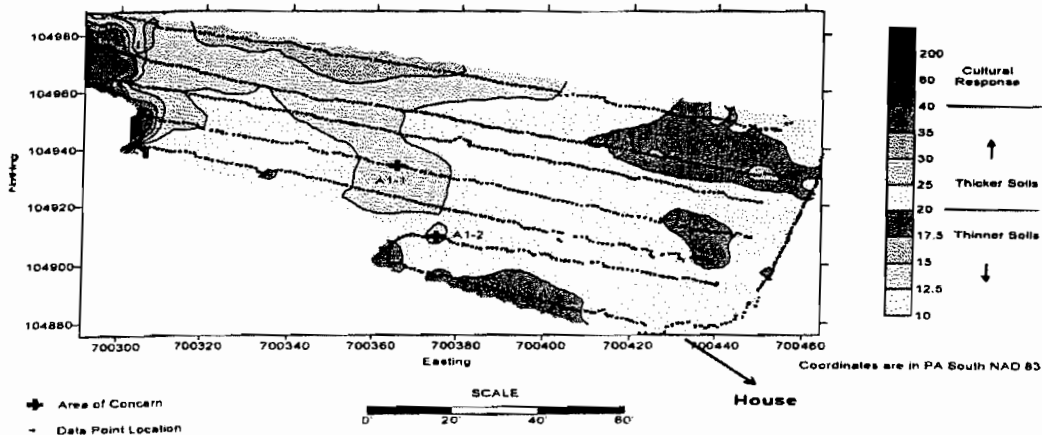 104980
104960
104940
104920
104900
104880
Northing
A1-1
A1-2
700300 700320 700340 700360 700380 700400 700420 700440 700460
Easting
200
60
40
35
30
25
20
17.5
15
12.5
10
Cultural
Response
Thicker Soils
Thinner Soils
Coordinates are in PA South NAD 83
House
SCALE
0' 20' 40' 60'
Area of Concern
Data Point Location